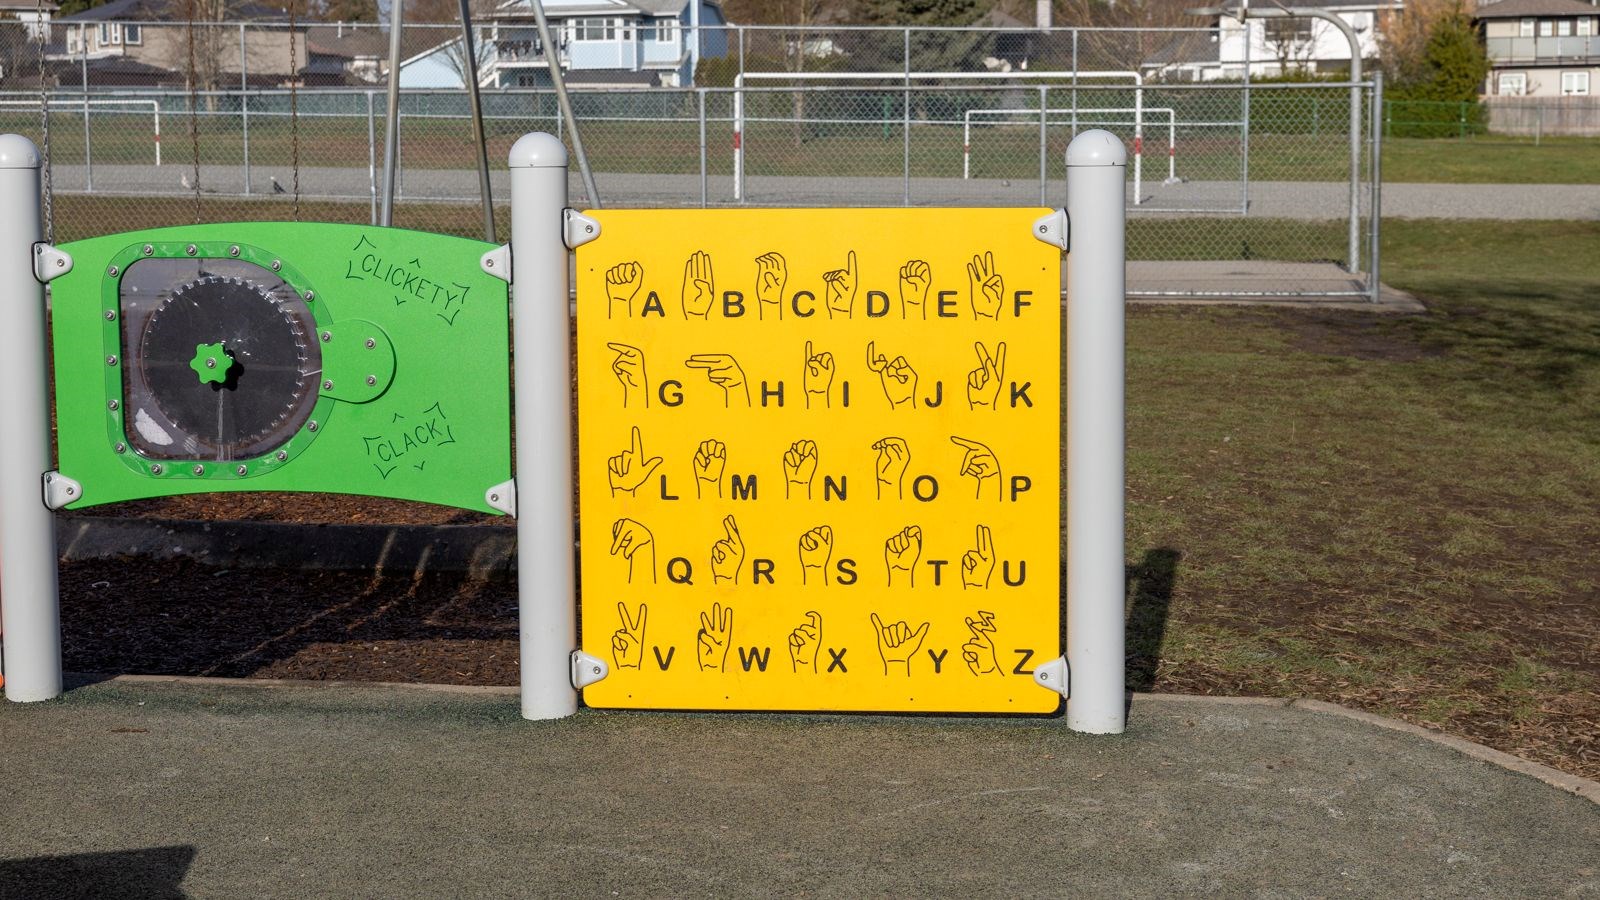 CLICKETY
CLACK
A B C D E F
G H I J K
L M N O P
Q R S T U
V W X Y Z